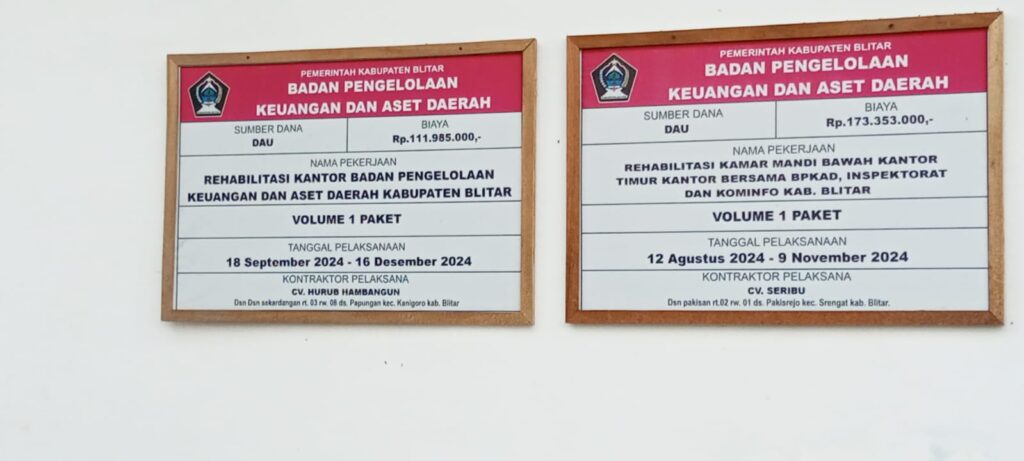 PEMERINTAH KABUPATEN BLITAR
BADAN PENGELOLAAN
KEUANGAN DAN ASET DAERAH
SUMBER DANA
DAU
BIAYA
Rp.111.985.000,-
NAMA PEKERJAAN
REHABILITASI KANTOR BADAN PENGELOLAAN
KEUANGAN DAN ASET DAERAH KABUPATEN BLITAR
VOLUME 1 PAKET
TANGGAL PELAKSANAAN
18 September 2024 - 16 Desember 2024
KONTRAKTOR PELAKSANA
CV. HURUB HAMBANGUN
Dsn Dsn sekardangan rt. 03 rw. 08 ds. Papungan kec. Kanigoro kab. Blitar
PEMERINTAH KABUPATEN BLITAR
BADAN PENGELOLAAN
KEUANGAN DAN ASET DAERAH
SUMBER DANA
DAU
BIAYA
Rp.173.353.000,-
NAMA PEKERJAAN
REHABILITASI KAMAR MANDI BAWAH KANTOR
TIMUR KANTOR BERSAMA BPKAD, INSPEKTORAT
DAN KOMINFO KAB. BLITAR
VOLUME 1 PAKET
TANGGAL PELAKSANAAN
12 Agustus 2024 - 9 November 2024
KONTRAKTOR PELAKSANA
CV. SERIBU
Dsn pakisan rt.02 rw. 01 ds. Pakisrejo kec. Srengat kab. Blitar.